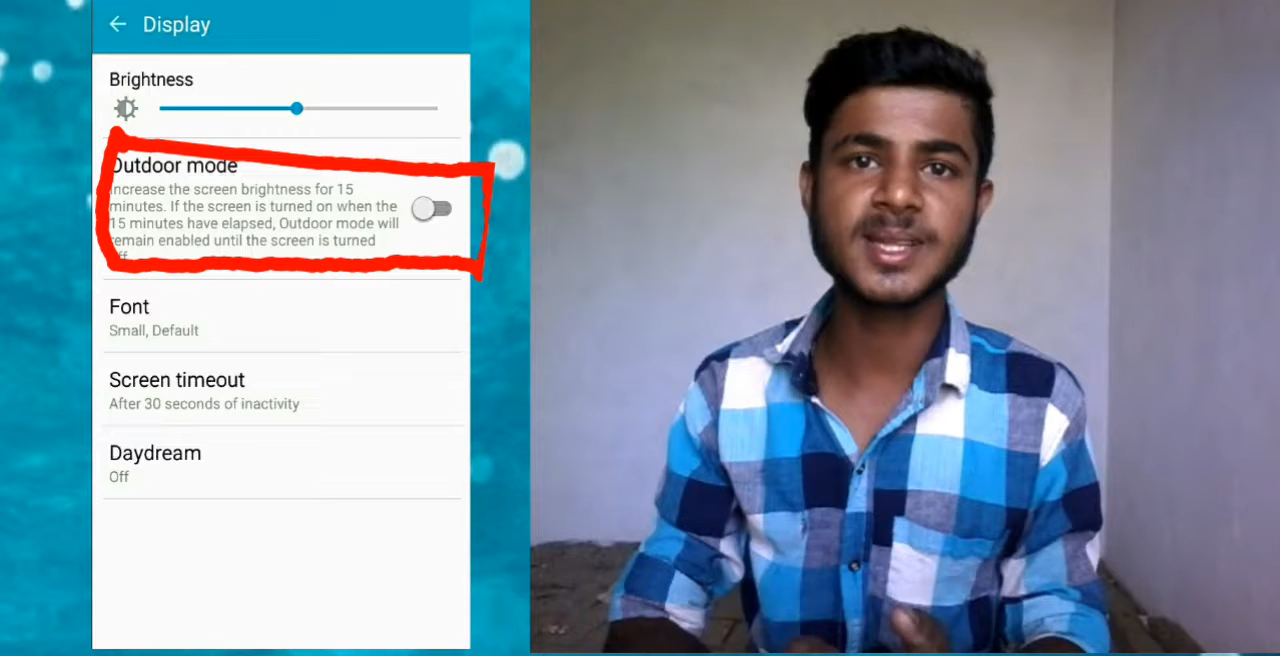 Display
Brightness
Outdoor mode
Increase the screen brightness for 15
minutes. If the screen is turned on when the
15 minutes have elapsed, Outdoor mode will
remain enabled until the screen is turned
off
Font
Small, Default
Screen timeout
After 30 seconds of inactivity
Daydream
Off